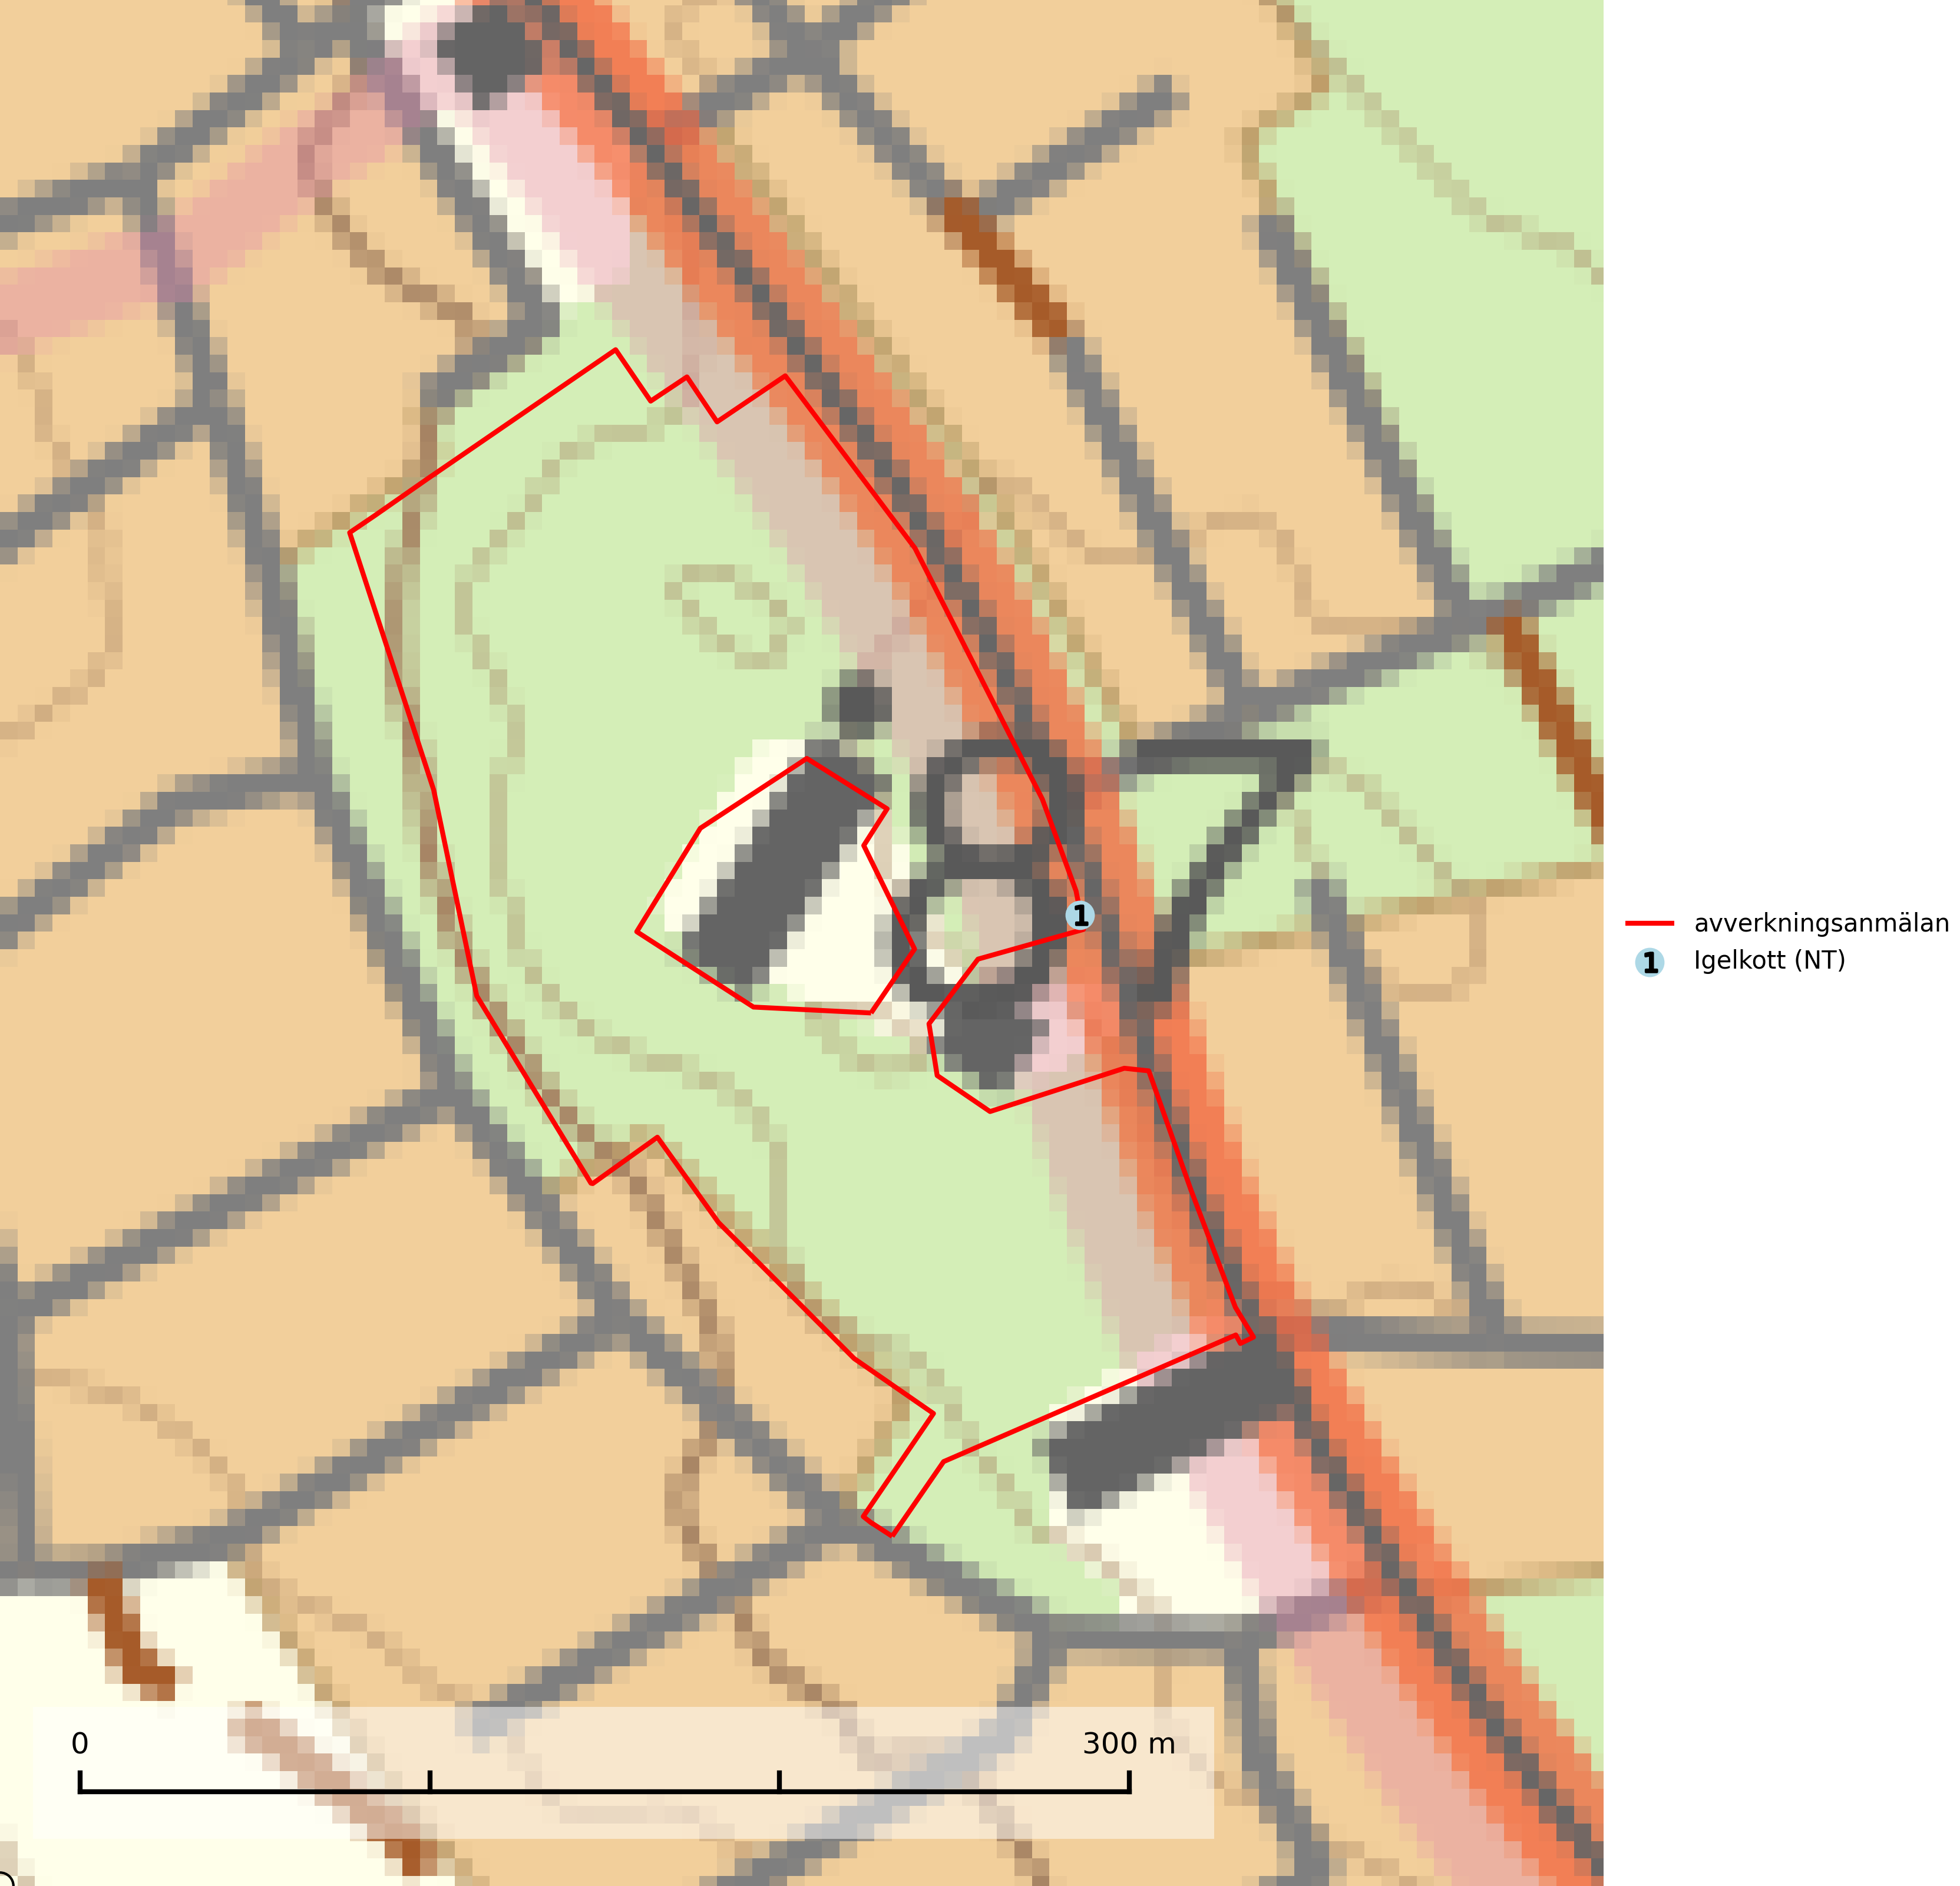 1
avverkningsanmälan
1 Igelkott (NT)
0 300 m